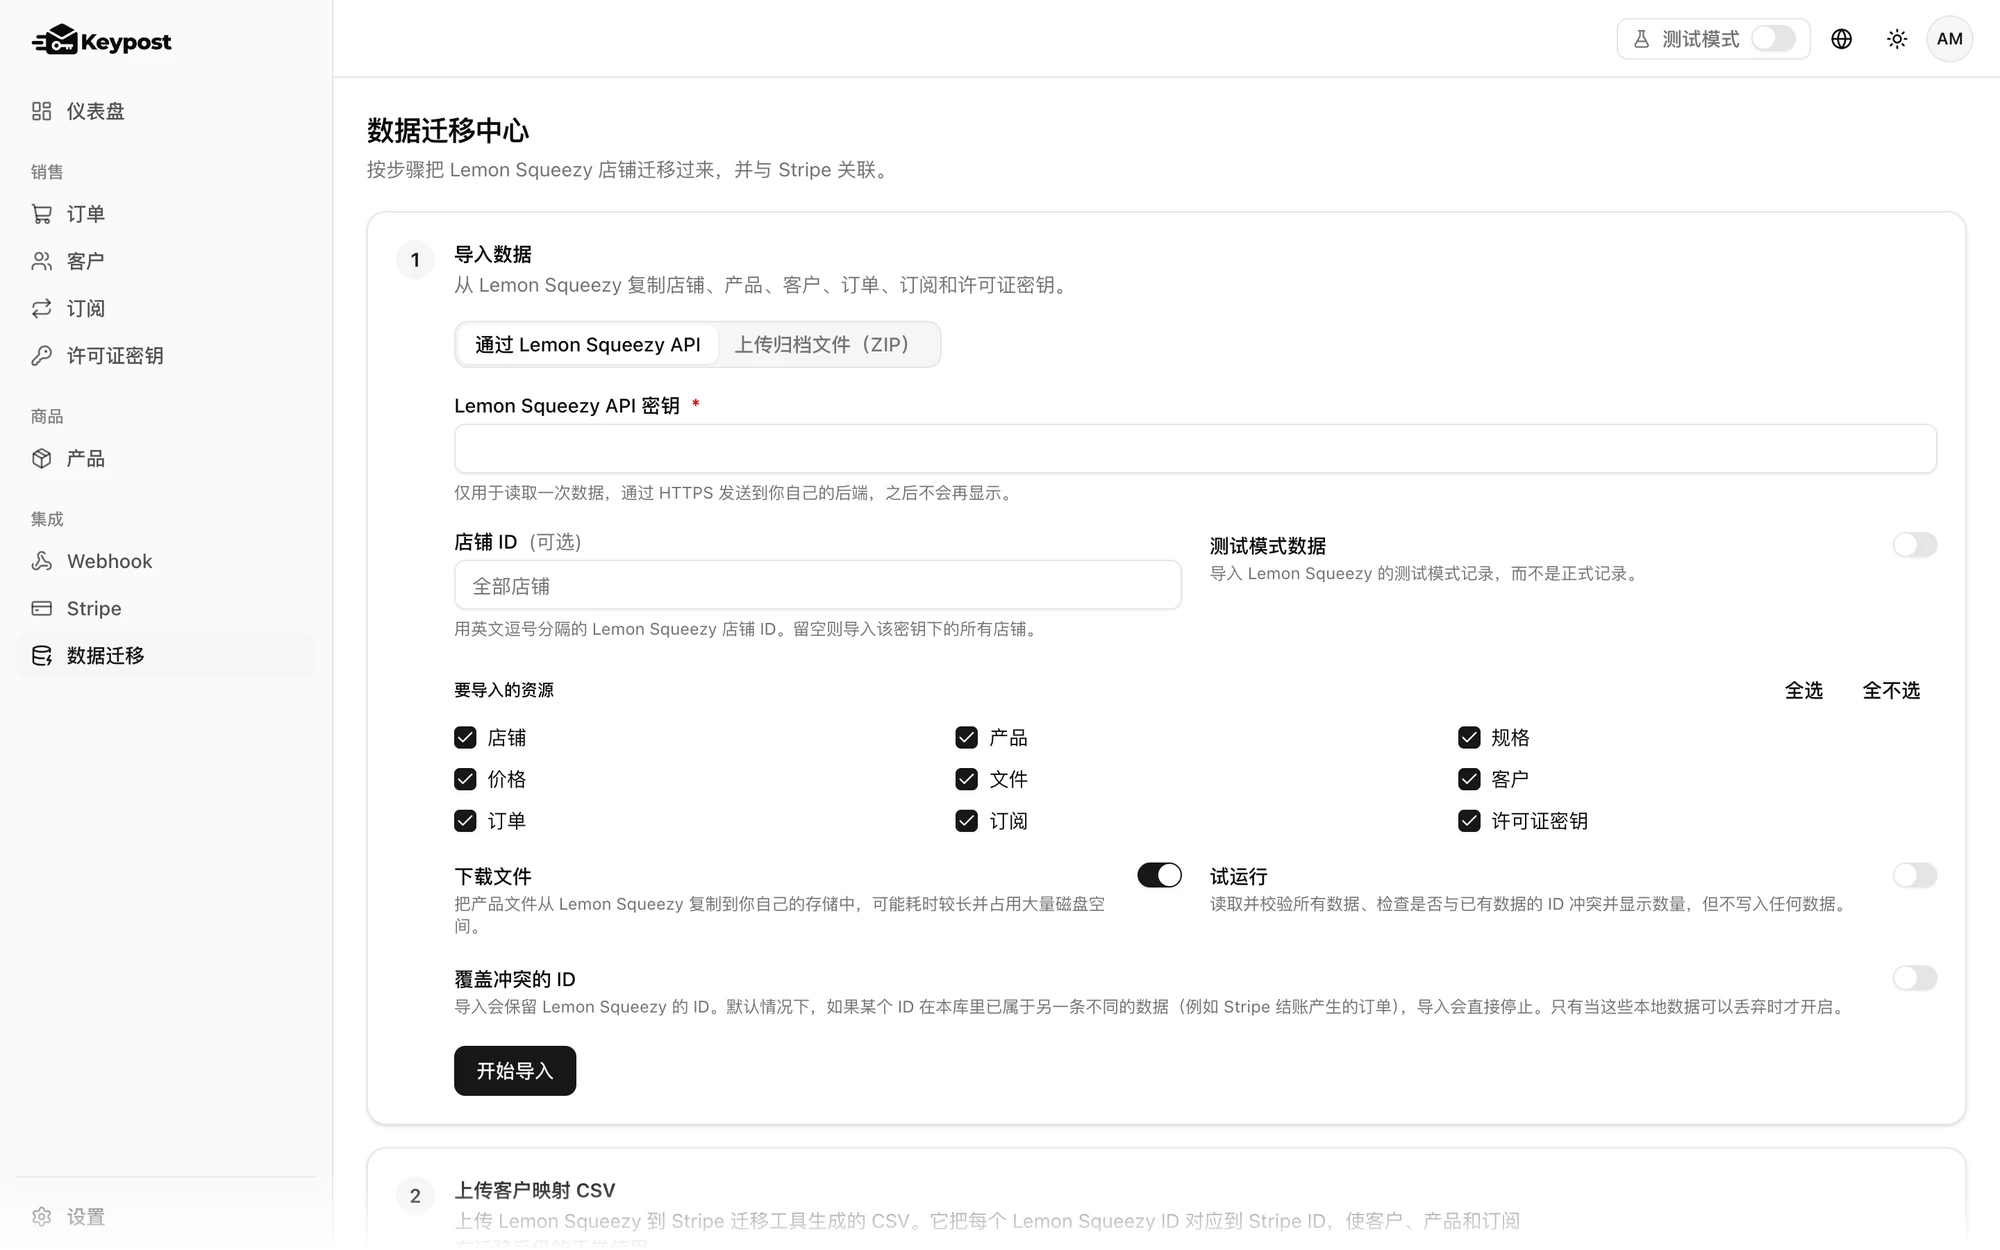 Keypost
测试模式
AM
仪表盘
销售
订单
客户
订阅
许可证密钥
商品
产品
集成
Webhook
Stripe
数据迁移
设置
数据迁移中心
按步骤把 Lemon Squeezy 店铺迁移过来，并与 Stripe 关联。
1
导入数据
从 Lemon Squeezy 复制店铺、产品、客户、订单、订阅和许可证密钥。
通过 Lemon Squeezy API
上传归档文件（ZIP）
Lemon Squeezy API 密钥 *
仅用于读取一次数据，通过 HTTPS 发送到你自己的后端，之后不会再显示。
店铺 ID （可选）
全部店铺
用英文逗号分隔的 Lemon Squeezy 店铺 ID。留空则导入该密钥下的所有店铺。
测试模式数据
导入 Lemon Squeezy 的测试模式记录，而不是正式记录。
要导入的资源
全选
全不选
店铺
产品
规格
价格
文件
客户
订单
订阅
许可证密钥
下载文件
把产品文件从 Lemon Squeezy 复制到你自己的存储中，可能耗时较长并占用大量磁盘空
间。
试运行
读取并校验所有数据、检查是否与已有数据的 ID 冲突并显示数量，但不写入任何数据。
覆盖冲突的 ID
导入会保留 Lemon Squeezy 的 ID。默认情况下，如果某个 ID 在本库里已属于另一条不同的数据（例如 Stripe 结账产生的订单），导入会直接停止。只有当这些本地数据可以丢弃时才开启。
开始导入
2
上传客户映射 CSV
上传 Lemon Squeezy 到 Stripe 迁移工具生成的 CSV。它把每个 Lemon Squeezy ID 对应到 Stripe ID，使客户、产品和订阅